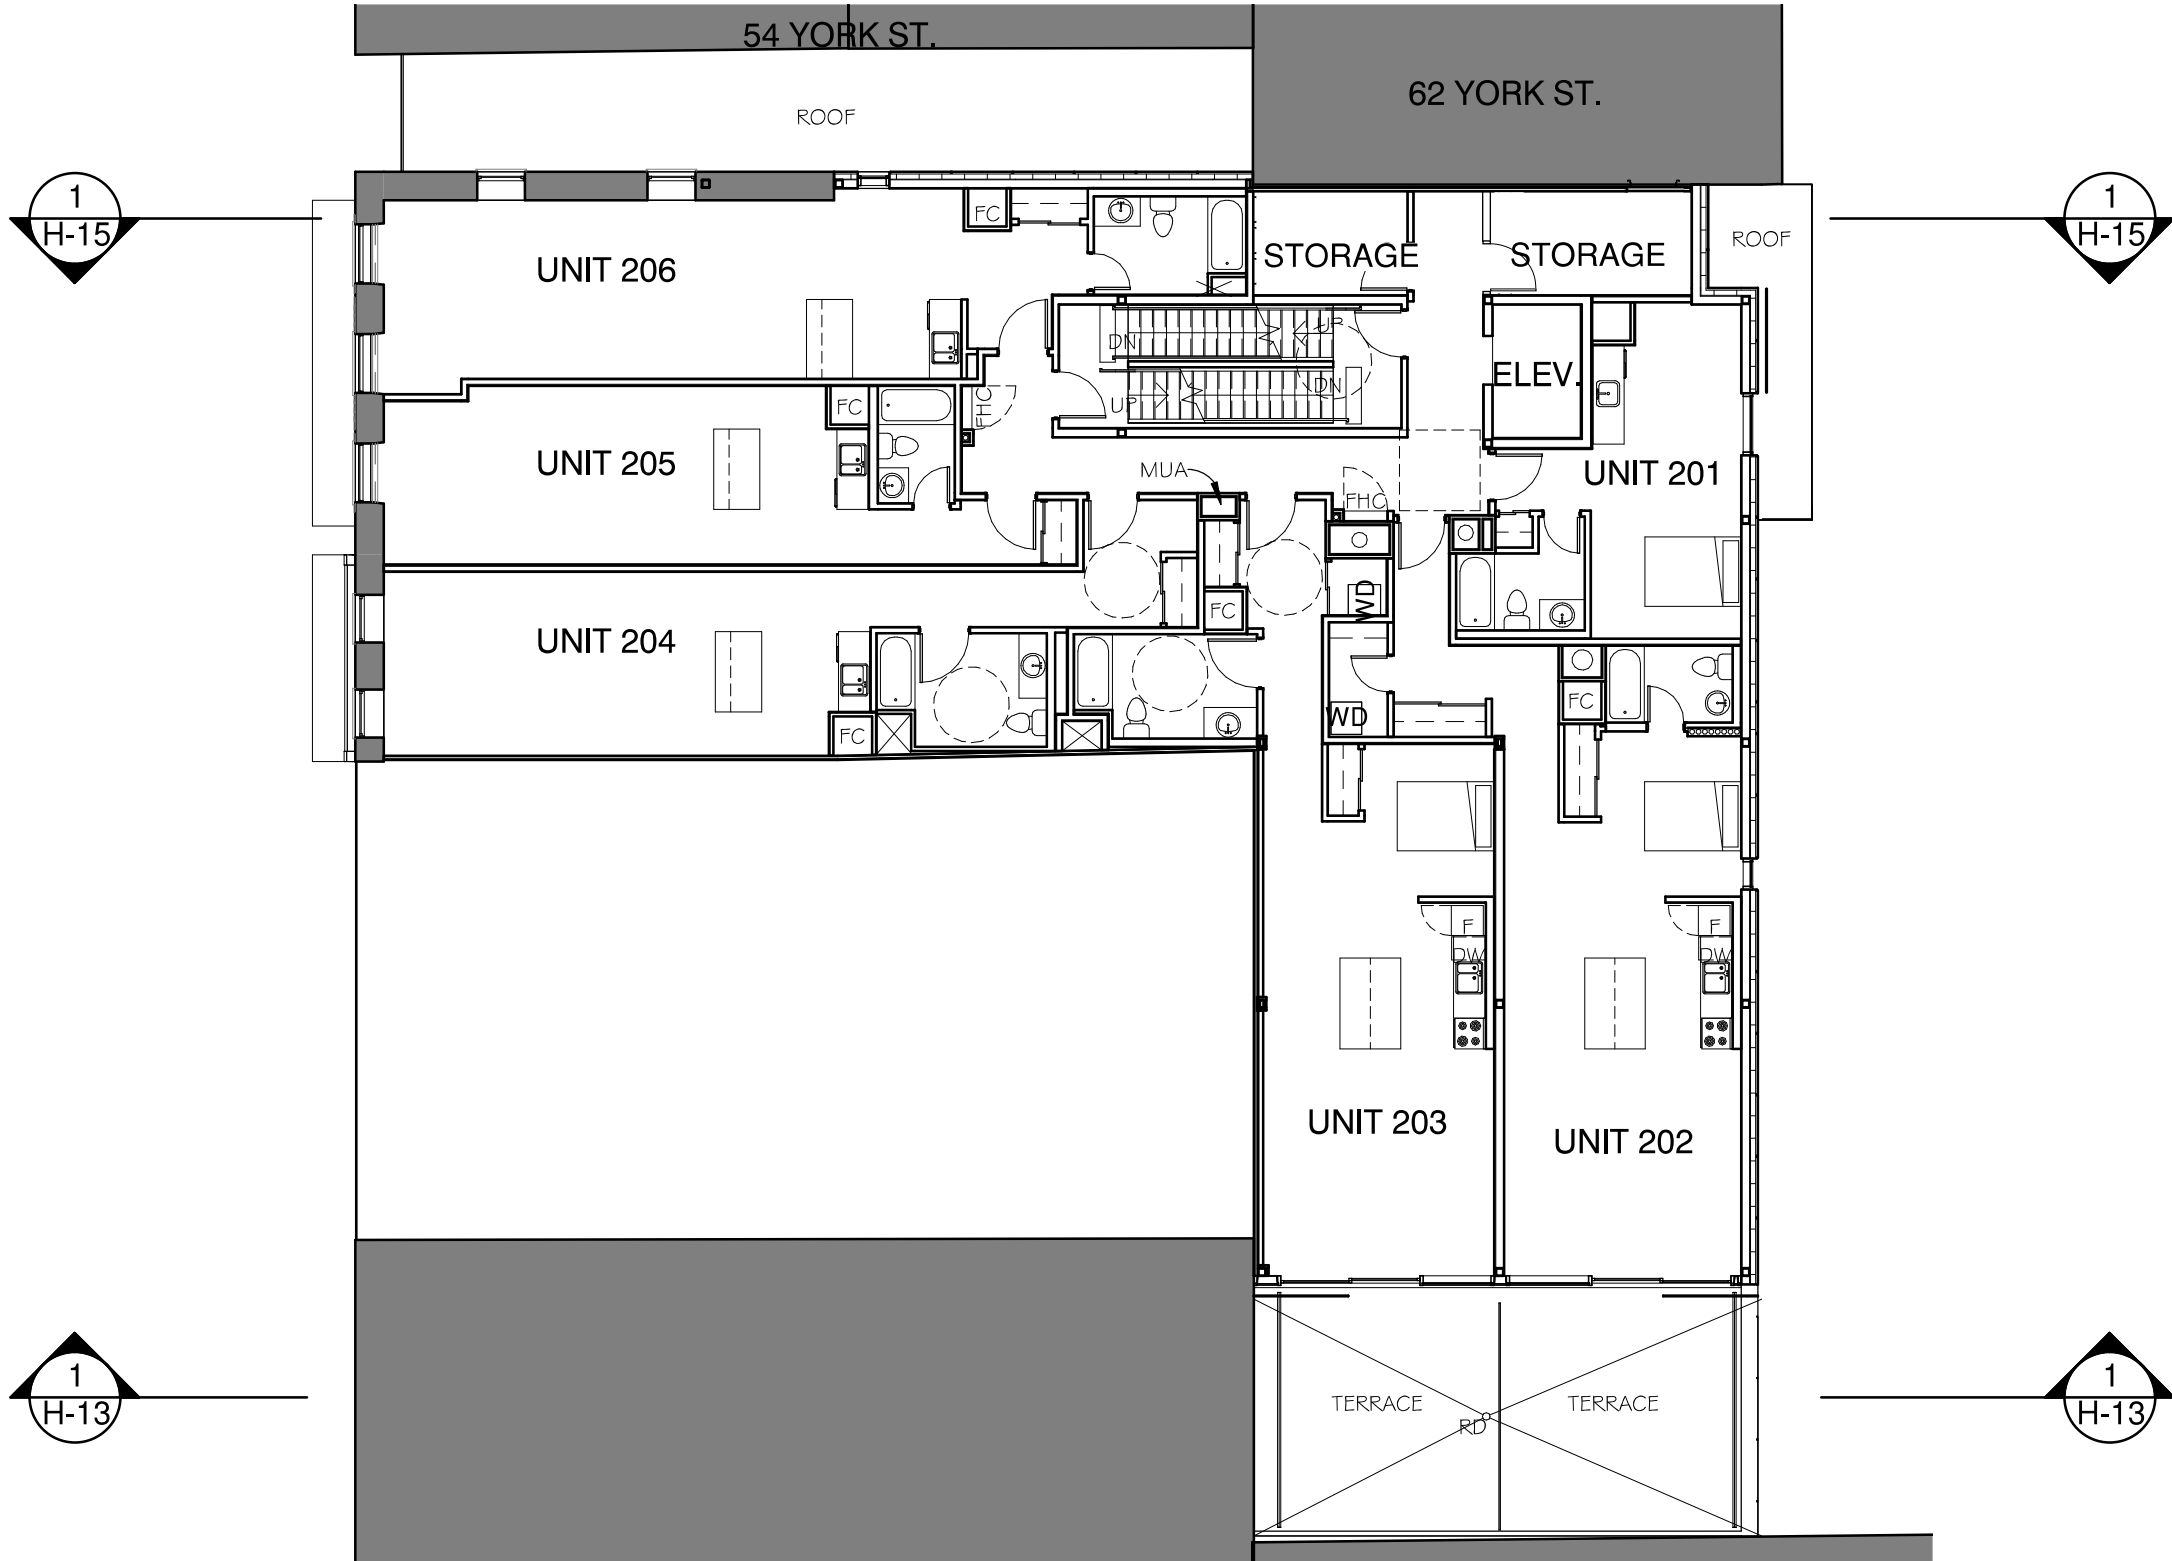 54 YORK ST.
62 YORK ST.
ROOF
1
H-15
1
H-15
FC
ROOF
STORAGE
STORAGE
UNIT 206
DN
UP
ELEV.
FHC
UP
DN
FC
UNIT 205
MUA
FHC
UNIT 201
WD
FC
UNIT 204
FC
WD
FC
F
DW
F
DW
UNIT 203
UNIT 202
1
H-13
TERRACE
RD
TERRACE
1
H-13